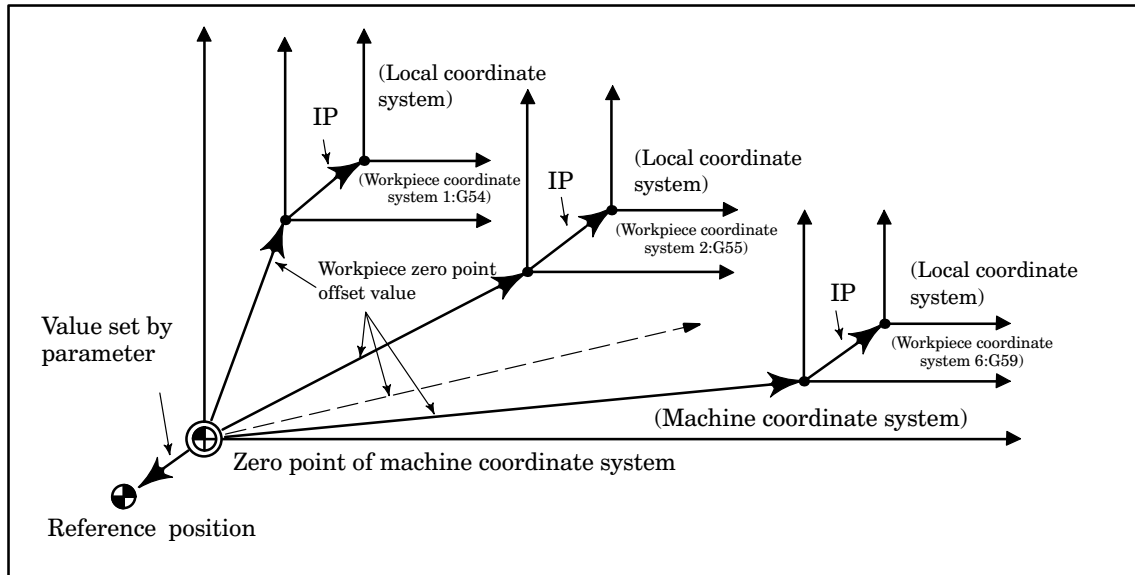 (Local coordinate
system)
IP
(Workpiece coordinate
system 1:G54)
(Local coordinate
system)
IP
(Workpiece coordinate
system 2:G55)
Workpiece zero point
offset value
(Local coordinate
system)
IP
(Workpiece coordinate
system 6:G59)
Value set by
parameter
(Machine coordinate system)
Zero point of machine coordinate system
Reference position